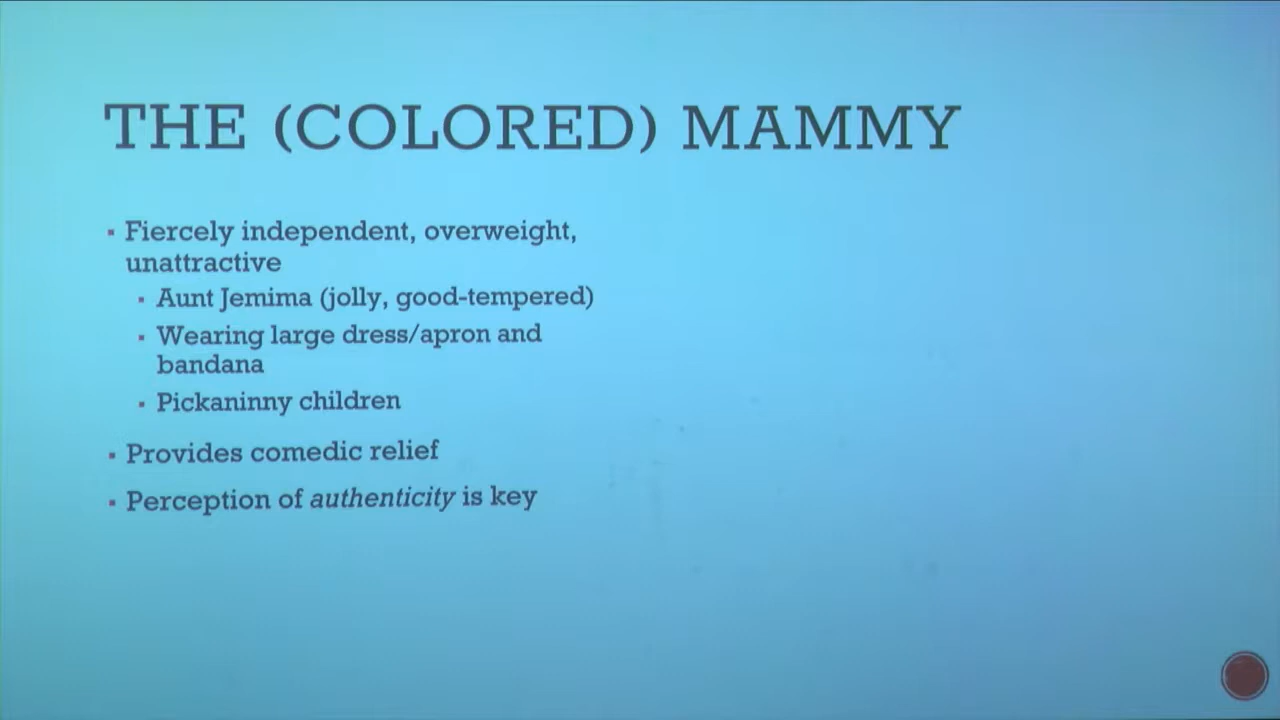 THE (COLORED) MAMMY
Fiercely independent, overweight,
unattractive
Aunt Jemima (jolly, good-tempered)
Wearing large dress/apron and
bandana
Pickaninny children
Provides comedic relief
Perception of authenticity is key